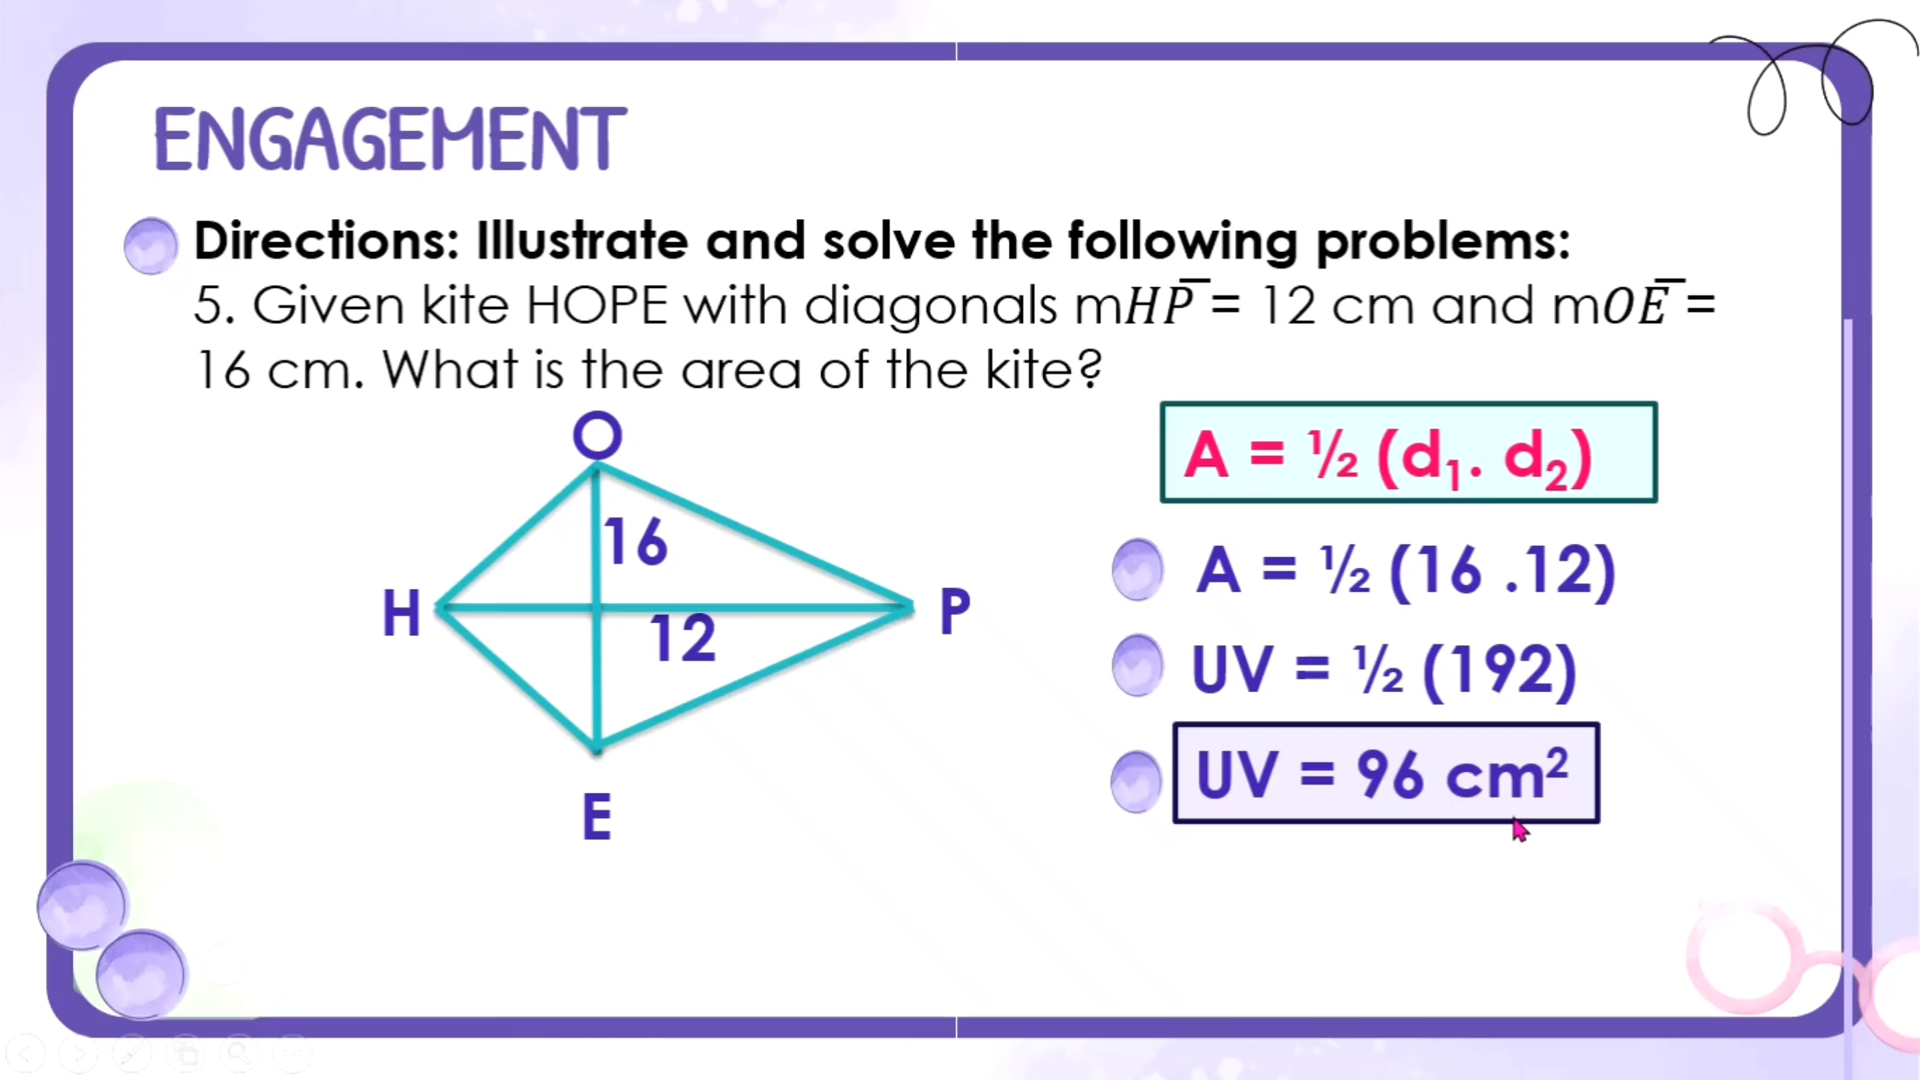 ENGAGEMENT
Directions: Illustrate and solve the following problems:
5. Given kite HOPE with diagonals m𝐻𝑃̅ = 12 cm and m𝑂𝐸̅ =
16 cm. What is the area of the kite?
O
A = ½ (d₁. d₂)
16
A = ½ (16 .12)
H
P
12
UV = ½ (192)
UV = 96 cm²
E